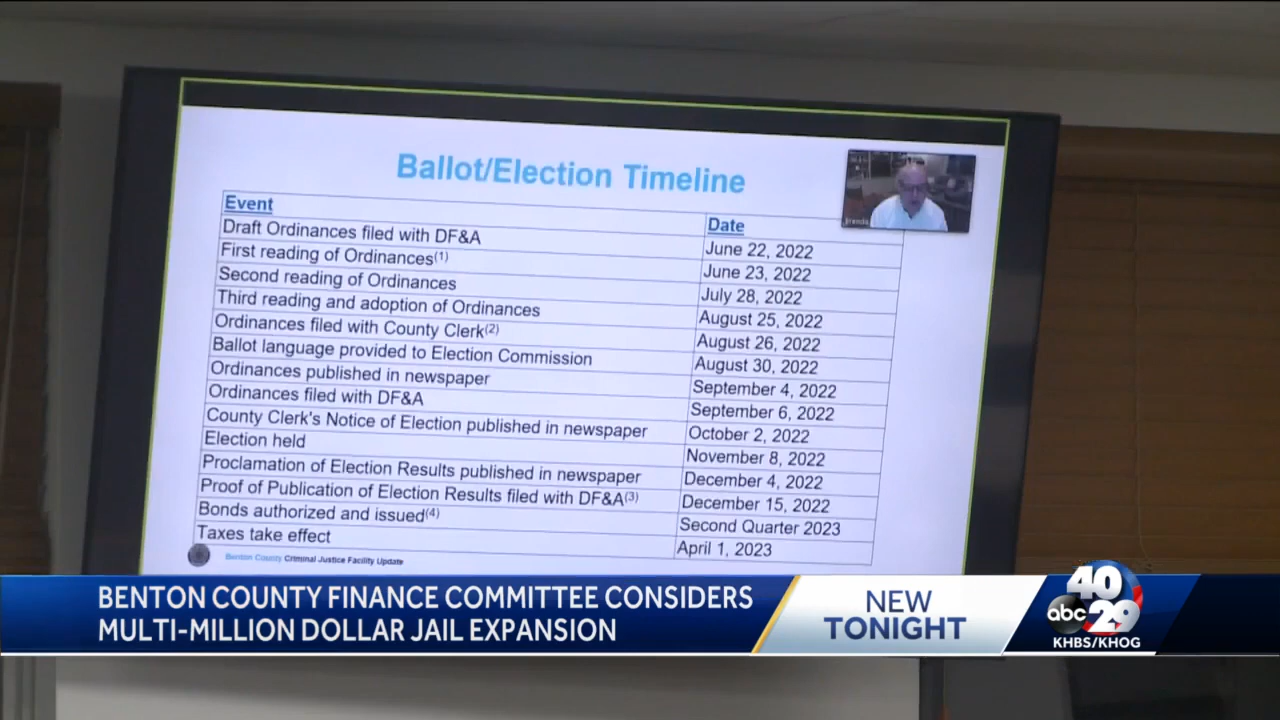 Ballot/Election Timeline
Event Date
Draft Ordinances filed with DF&A June 22, 2022
First reading of Ordinances(1) June 23, 2022
Second reading of Ordinances July 28, 2022
Third reading and adoption of Ordinances August 25, 2022
Ordinances filed with County Clerk(2) August 26, 2022
Ballot language provided to Election Commission August 30, 2022
Ordinances published in newspaper September 4, 2022
Ordinances filed with DF&A September 6, 2022
County Clerk's Notice of Election published in newspaper October 2, 2022
Election held November 8, 2022
Proclamation of Election Results published in newspaper December 4, 2022
Proof of Publication of Election Results filed with DF&A(3) December 15, 2022
Bonds authorized and issued(4) Second Quarter 2023
Taxes take effect April 1, 2023
Benton County Criminal Justice Facility Update
BENTON COUNTY FINANCE COMMITTEE CONSIDERS
MULTI-MILLION DOLLAR JAIL EXPANSION
NEW
TONIGHT
40
abc 29
KHBS/KHOG